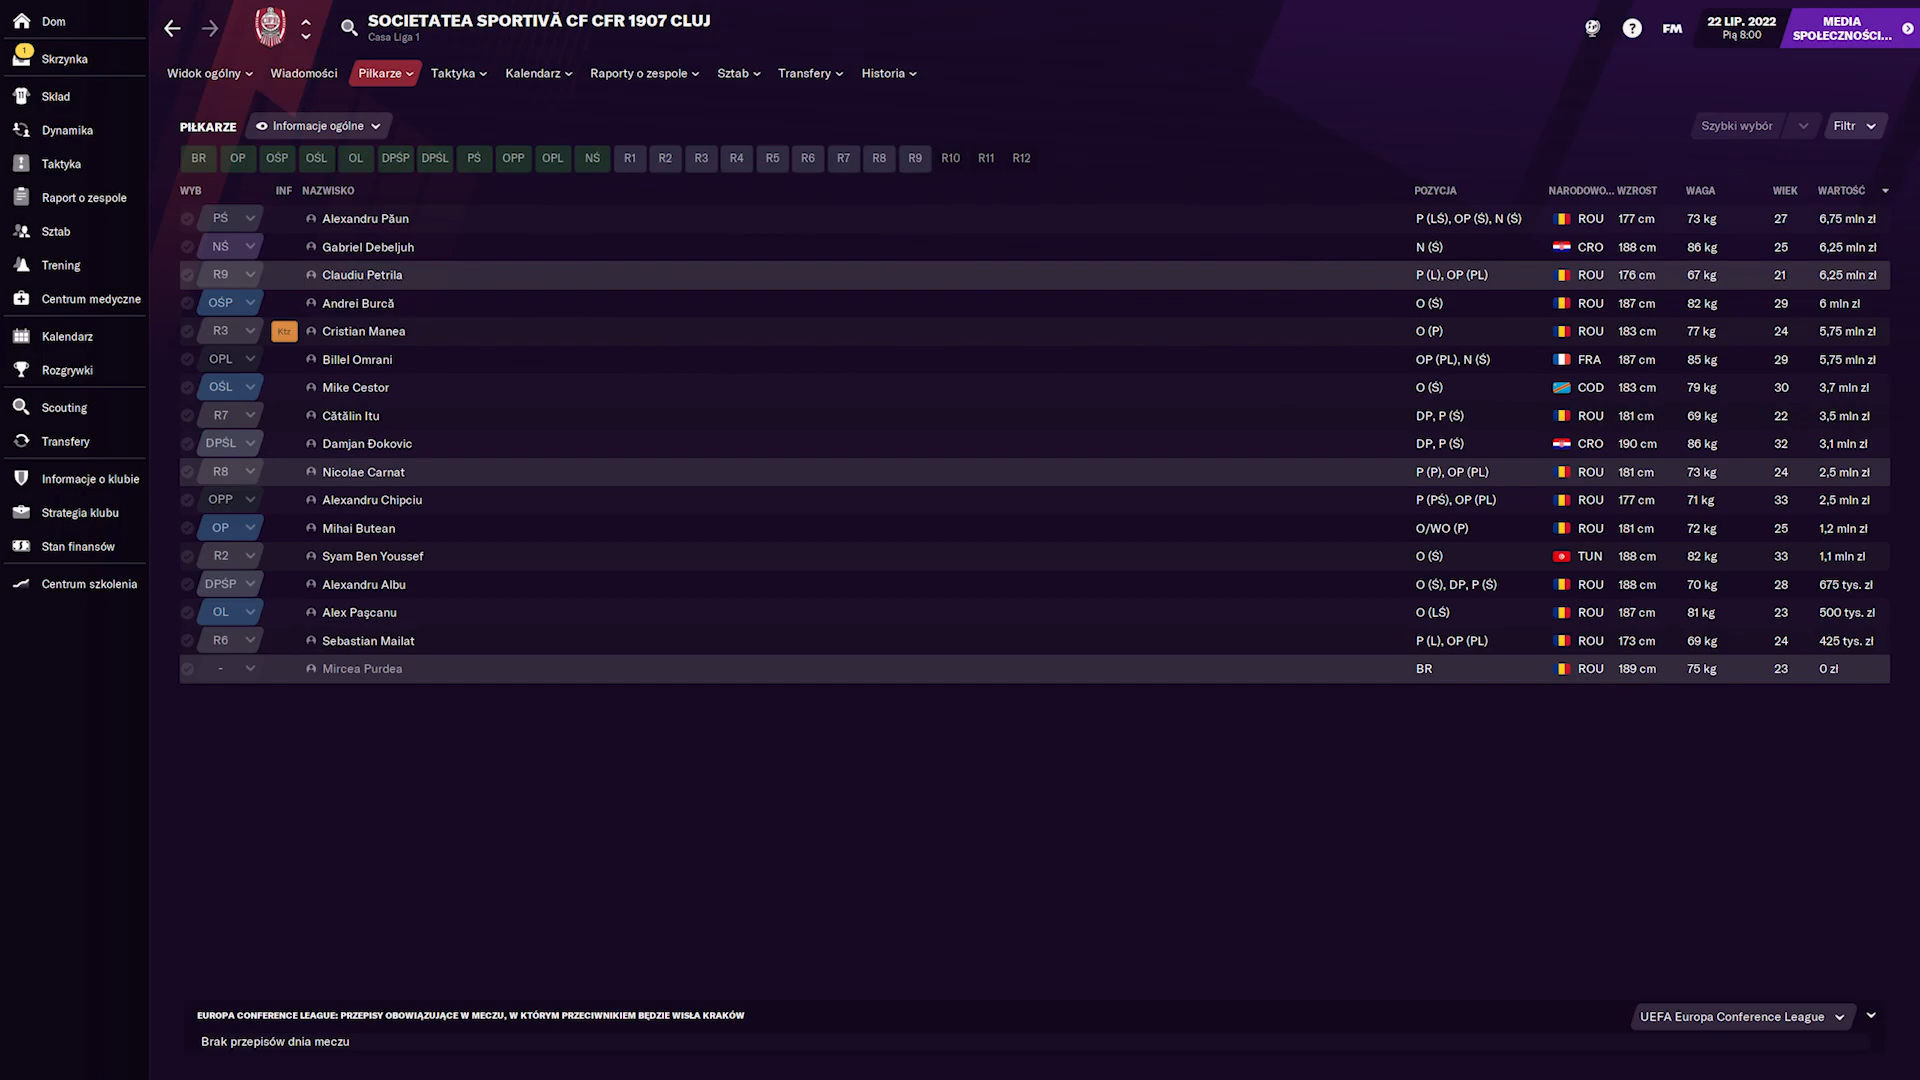 Dom
1
Skrzynka
Skład
Dynamika
Taktyka
Raport o zespole
Sztab
Trening
Centrum medyczne
Kalendarz
Rozgrywki
Scouting
Transfery
Informacje o klubie
Strategia klubu
Stan finansów
Centrum szkolenia
SOCIETATEA SPORTIVĂ CF CFR 1907 CLUJ
Casa Liga 1
? FM 22 LIP. 2022 Pią 8:00
MEDIA SPOŁECZNOŚCI...
Widok ogólny Wiadomości Piłkarze Taktyka Kalendarz Raporty o zespole Sztab Transfery Historia
PIŁKARZE Informacje ogólne Szybki wybór Filtr
BR OP OŚP OŚL OL DPŚP DPŚL PŚ OPP OPL NŚ R1 R2 R3 R4 R5 R6 R7 R8 R9 R10 R11 R12
WYB INF NAZWISKO POZYCJA NARODOWO... WZROST WAGA WIEK WARTOŚĆ
PŚ Alexandru Păun P (LŚ), OP (Ś), N (Ś) ROU 177 cm 73 kg 27 6,75 mln zł
NŚ Gabriel Debeljuh N (Ś) CRO 188 cm 86 kg 25 6,25 mln zł
R9 Claudiu Petrila P (L), OP (PL) ROU 176 cm 67 kg 21 6,25 mln zł
OŚP Andrei Burcă O (Ś) ROU 187 cm 82 kg 29 6 mln zł
R3 Ktz Cristian Manea O (P) ROU 183 cm 77 kg 24 5,75 mln zł
OPL Billel Omrani OP (PL), N (Ś) FRA 187 cm 85 kg 29 5,75 mln zł
OŚL Mike Cestor O (Ś) COD 183 cm 79 kg 30 3,7 mln zł
R7 Cătălin Itu DP, P (Ś) ROU 181 cm 69 kg 22 3,5 mln zł
DPŚL Damjan Đokovic DP, P (Ś) CRO 190 cm 86 kg 32 3,1 mln zł
R8 Nicolae Carnat P (P), OP (PL) ROU 181 cm 73 kg 24 2,5 mln zł
OPP Alexandru Chipciu P (PŚ), OP (PL) ROU 177 cm 71 kg 33 2,5 mln zł
OP Mihai Butean O/WO (P) ROU 181 cm 72 kg 25 1,2 mln zł
R2 Syam Ben Youssef O (Ś) TUN 188 cm 82 kg 33 1,1 mln zł
DPŚP Alexandru Albu O (Ś), DP, P (Ś) ROU 188 cm 70 kg 28 675 tys. zł
OL Alex Paşcanu O (LŚ) ROU 187 cm 81 kg 23 500 tys. zł
R6 Sebastian Mailat P (L), OP (PL) ROU 173 cm 69 kg 24 425 tys. zł
- Mircea Purdea BR ROU 189 cm 75 kg 23 0 zł
EUROPA CONFERENCE LEAGUE: PRZEPISY OBOWIĄZUJĄCE W MECZU, W KTÓRYM PRZECIWNIKIEM BĘDZIE WISŁA KRAKÓW
UEFA Europa Conference League
Brak przepisów dnia meczu